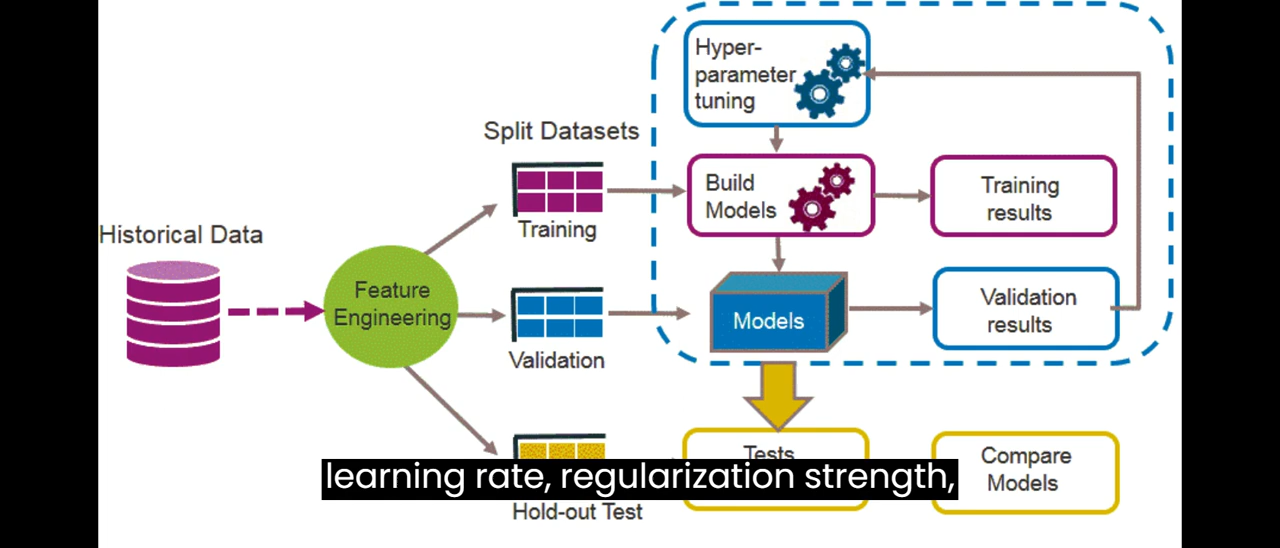 Hyper-
parameter
tuning
Split Datasets
Build
Models
Training
results
Training
Historical Data
Feature
Engineering
Validation
results
Models
Validation
Tests
Compare
Models
learning rate, regularization strength,
Hold-out Test